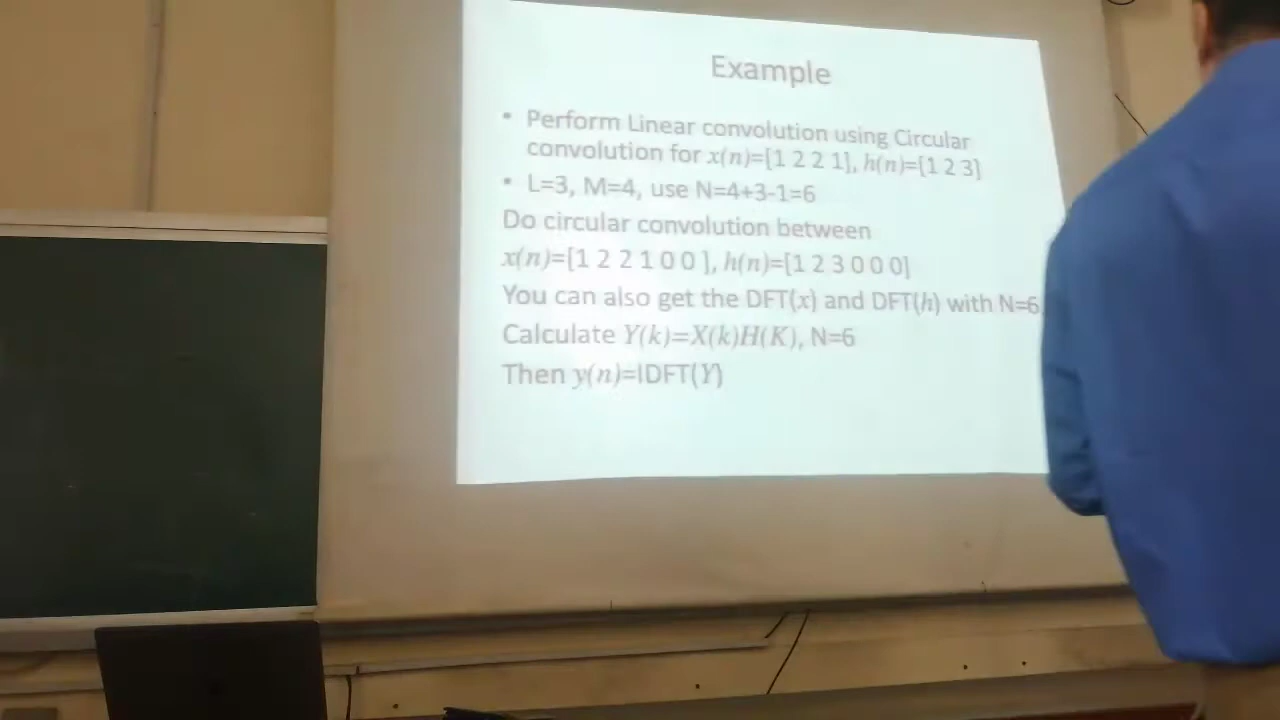 Example
• Perform Linear convolution using Circular
convolution for x(n)=[1 2 2 1], h(n)=[1 2 3]
• L=3, M=4, use N=4+3-1=6
Do circular convolution between
x(n)=[1 2 2 1 0 0 ], h(n)=[1 2 3 0 0 0]
You can also get the DFT(x) and DFT(h) with N=6
Calculate Y(k)=X(k)H(K), N=6
Then y(n)=IDFT(Y)